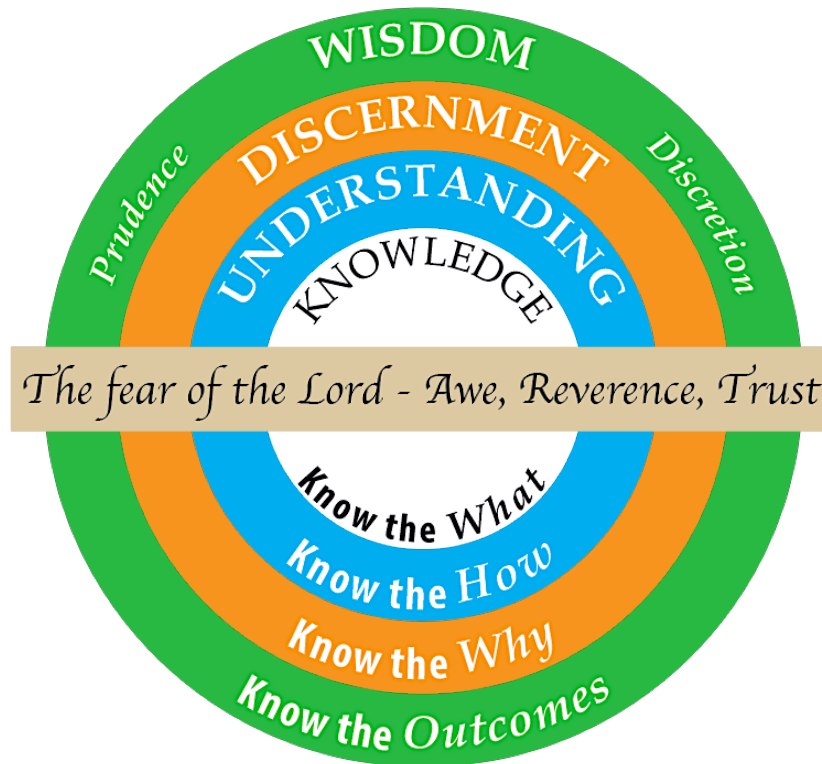 WISDOM
Prudence
Discretion
DISCERNMENT
UNDERSTANDING
KNOWLEDGE
The fear of the Lord - Awe, Reverence, Trust
Know the What
Know the How
Know the Why
Know the Outcomes